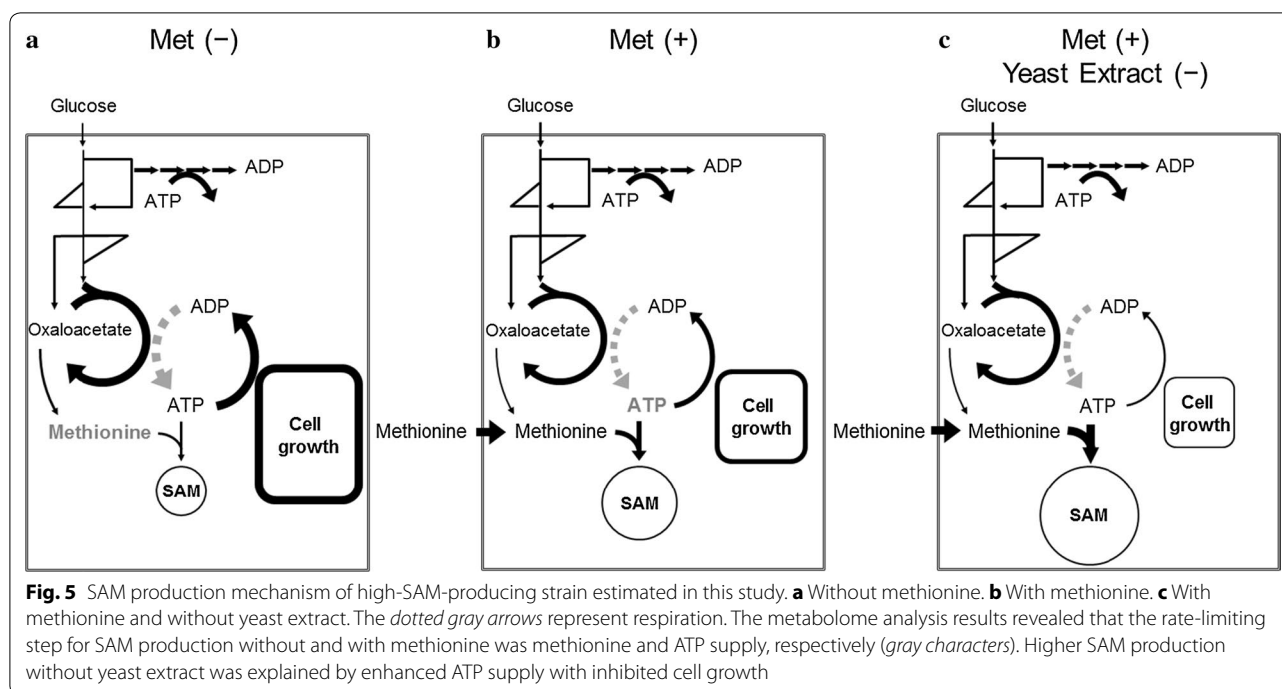 a Met (−)
Glucose
ADP
ATP
ADP
Oxaloacetate
ATP
Methionine
Cell
growth
SAM
b Met (+)
Glucose
ADP
ATP
ADP
Oxaloacetate
ATP
Methionine
Methionine
Cell
growth
SAM
c Met (+)
Yeast Extract (−)
Glucose
ADP
ATP
ADP
Oxaloacetate
ATP
Methionine
Methionine
Cell
growth
SAM
Fig. 5 SAM production mechanism of high-SAM-producing strain estimated in this study. a Without methionine. b With methionine. c With
methionine and without yeast extract. The dotted gray arrows represent respiration. The metabolome analysis results revealed that the rate-limiting
step for SAM production without and with methionine was methionine and ATP supply, respectively (gray characters). Higher SAM production
without yeast extract was explained by enhanced ATP supply with inhibited cell growth